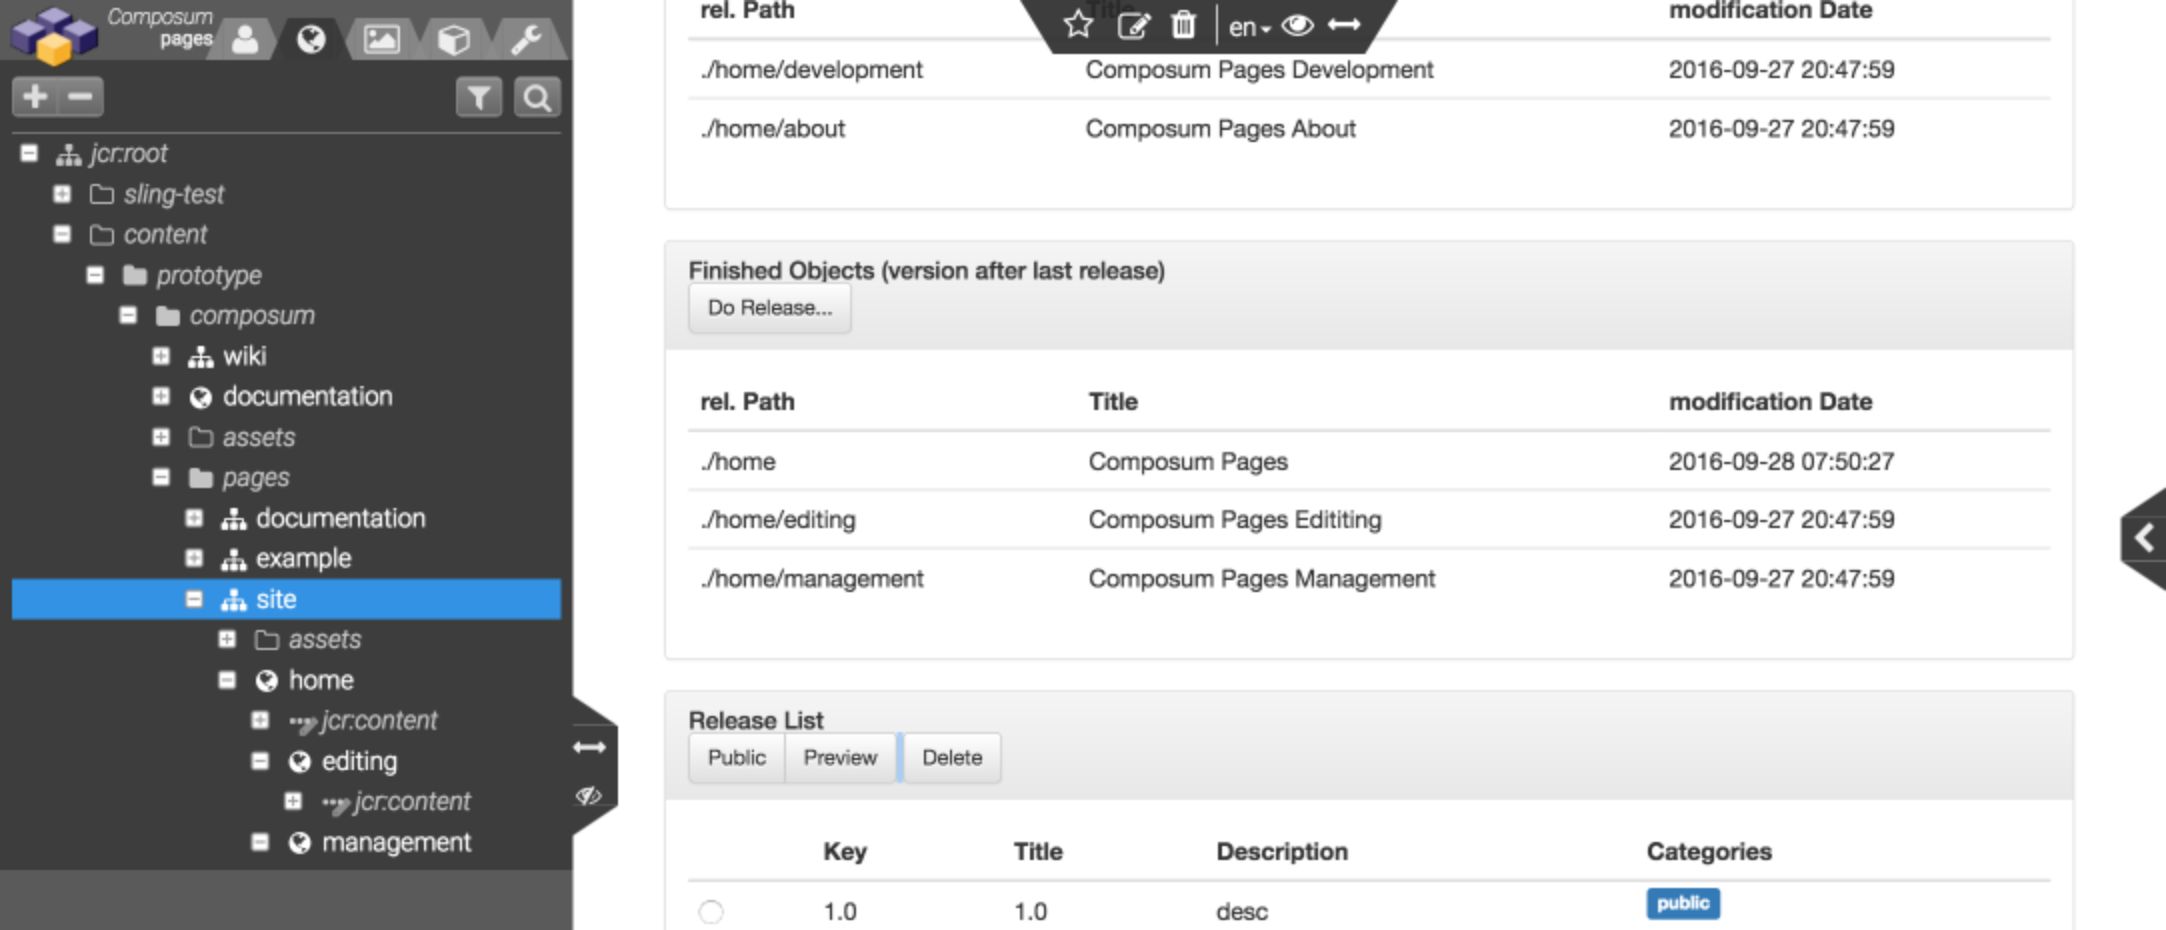 Composum
pages
jcr:root
sling-test
content
prototype
composum
wiki
documentation
assets
pages
documentation
example
site
assets
home
jcr:content
editing
jcr:content
management
en
rel. Path Title modification Date
./home/development Composum Pages Development 2016-09-27 20:47:59
./home/about Composum Pages About 2016-09-27 20:47:59
Finished Objects (version after last release)
Do Release...
rel. Path Title modification Date
./home Composum Pages 2016-09-28 07:50:27
./home/editing Composum Pages Edititing 2016-09-27 20:47:59
./home/management Composum Pages Management 2016-09-27 20:47:59
Release List
Public Preview Delete
Key Title Description Categories
1.0 1.0 desc public